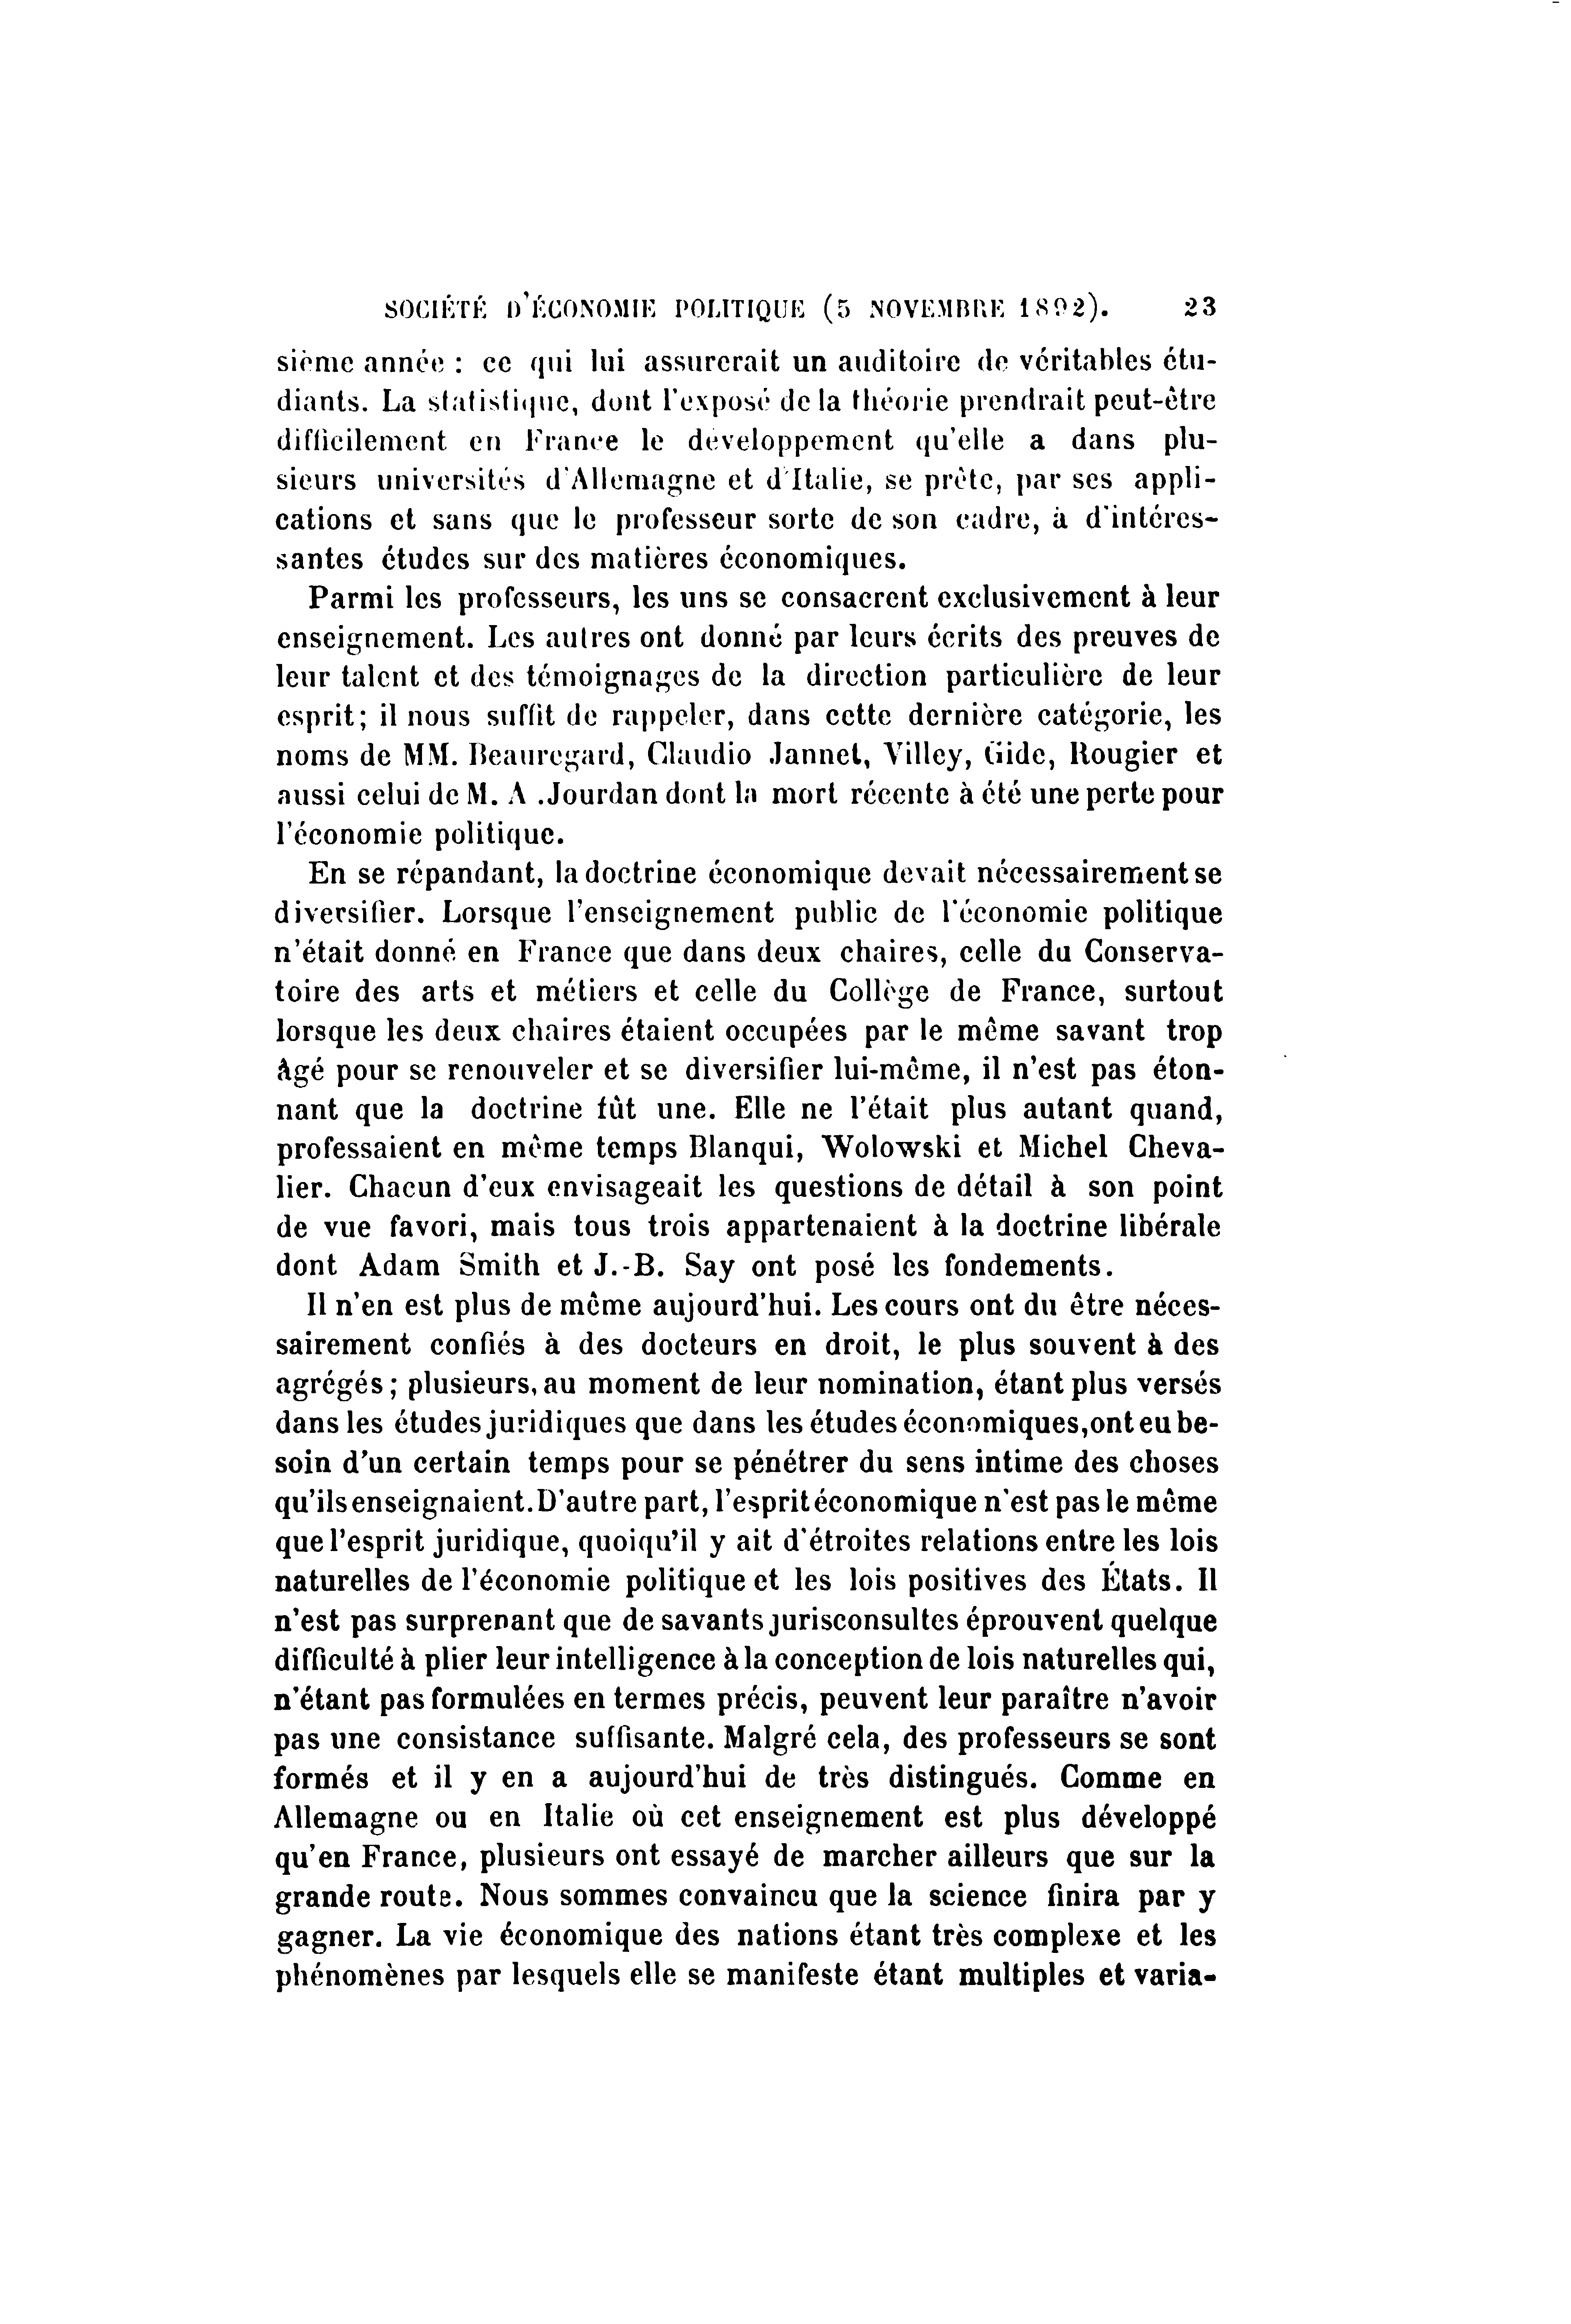 SOCIÉTÉ D'ÉCONOMIE POLITIQUE (5 NOVEMBRE 1892). 23
sième année : ce qui lui assurerait un auditoire de véritables étu-
diants. La statistique, dont l'exposé de la théorie prendrait peut-être
difficilement en France le développement qu'elle a dans plu-
sieurs universités d'Allemagne et d'Italie, se prête, par ses appli-
cations et sans que le professeur sorte de son cadre, à d'intéres-
santes études sur des matières économiques.
Parmi les professeurs, les uns se consacrent exclusivement à leur
enseignement. Les autres ont donné par leurs écrits des preuves de
leur talent et des témoignages de la direction particulière de leur
esprit; il nous suffit de rappeler, dans cette dernière catégorie, les
noms de MM. Beauregard, Claudio Jannet, Villey, Gide, Rougier et
aussi celui de M. A .Jourdan dont la mort récente à été une perte pour
l'économie politique.
En se répandant, la doctrine économique devait nécessairement se
diversifier. Lorsque l'enseignement public de l'économie politique
n'était donné en France que dans deux chaires, celle du Conserva-
toire des arts et métiers et celle du Collège de France, surtout
lorsque les deux chaires étaient occupées par le même savant trop
âgé pour se renouveler et se diversifier lui-même, il n'est pas éton-
nant que la doctrine fût une. Elle ne l'était plus autant quand,
professaient en même temps Blanqui, Wolowski et Michel Cheva-
lier. Chacun d'eux envisageait les questions de détail à son point
de vue favori, mais tous trois appartenaient à la doctrine libérale
dont Adam Smith et J.-B. Say ont posé les fondements.
Il n'en est plus de même aujourd'hui. Les cours ont du être néces-
sairement confiés à des docteurs en droit, le plus souvent à des
agrégés ; plusieurs, au moment de leur nomination, étant plus versés
dans les études juridiques que dans les études économiques, ont eu be-
soin d'un certain temps pour se pénétrer du sens intime des choses
qu'ils enseignaient. D'autre part, l'esprit économique n'est pas le même
que l'esprit juridique, quoiqu'il y ait d'étroites relations entre les lois
naturelles de l'économie politique et les lois positives des États. Il
n'est pas surprenant que de savants jurisconsultes éprouvent quelque
difficulté à plier leur intelligence à la conception de lois naturelles qui,
n'étant pas formulées en termes précis, peuvent leur paraître n'avoir
pas une consistance suffisante. Malgré cela, des professeurs se sont
formés et il y en a aujourd'hui de très distingués. Comme en
Allemagne ou en Italie où cet enseignement est plus développé
qu'en France, plusieurs ont essayé de marcher ailleurs que sur la
grande route. Nous sommes convaincu que la science finira par y
gagner. La vie économique des nations étant très complexe et les
phénomènes par lesquels elle se manifeste étant multiples et varia-